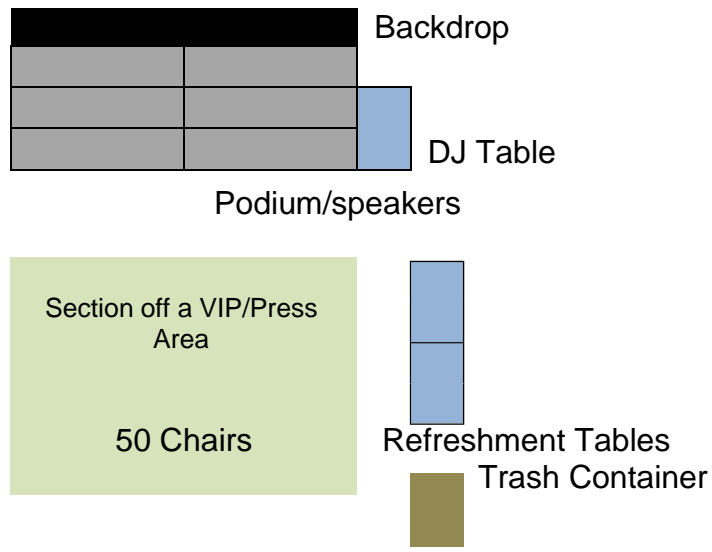 Backdrop
DJ Table
Podium/speakers
Section off a VIP/Press
Area
50 Chairs
Refreshment Tables
Trash Container